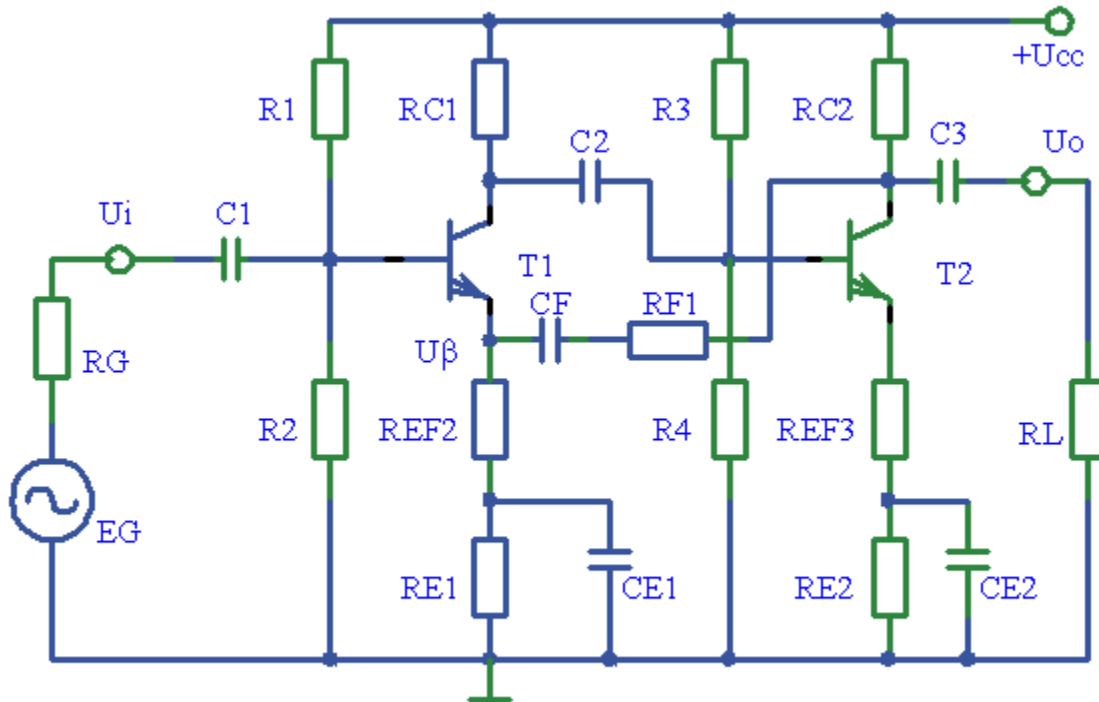 +Ucc
R1
RC1
R3
RC2
C2
C3
Uo
Ui
C1
T1
T2
CF
RF1
Uβ
RG
R2
REF2
R4
REF3
RL
EG
RE1
CE1
RE2
CE2